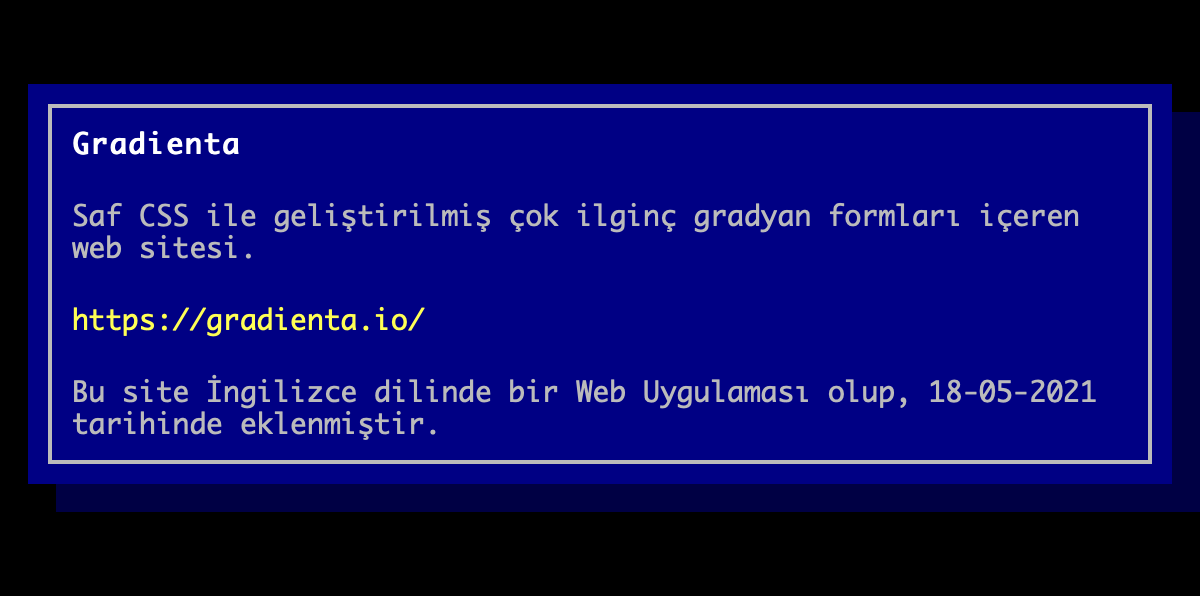 Gradienta
Saf CSS ile geliştirilmiş çok ilginç gradyan formları içeren
web sitesi.
https://gradienta.io/
Bu site İngilizce dilinde bir Web Uygulaması olup, 18-05-2021
tarihinde eklenmiştir.